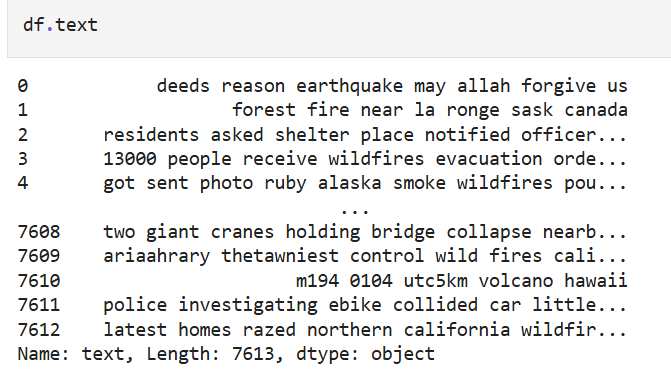 df.text
0 deeds reason earthquake may allah forgive us
1 forest fire near la ronge sask canada
2 residents asked shelter place notified officer...
3 13000 people receive wildfires evacuation orde...
4 got sent photo ruby alaska smoke wildfires pou...
...
7608 two giant cranes holding bridge collapse nearb...
7609 ariaahrary thetawniest control wild fires cali...
7610 m194 0104 utc5km volcano hawaii
7611 police investigating ebike collided car little...
7612 latest homes razed northern california wildfir...
Name: text, Length: 7613, dtype: object